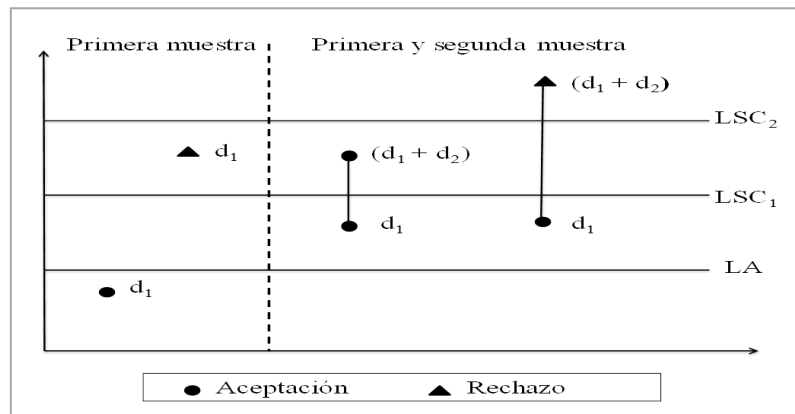 Primera muestra
Primera y segunda muestra
(d₁ + d₂)
LSC₂
d₁
(d₁ + d₂)
LSC₁
d₁
d₁
LA
d₁
Aceptación
Rechazo